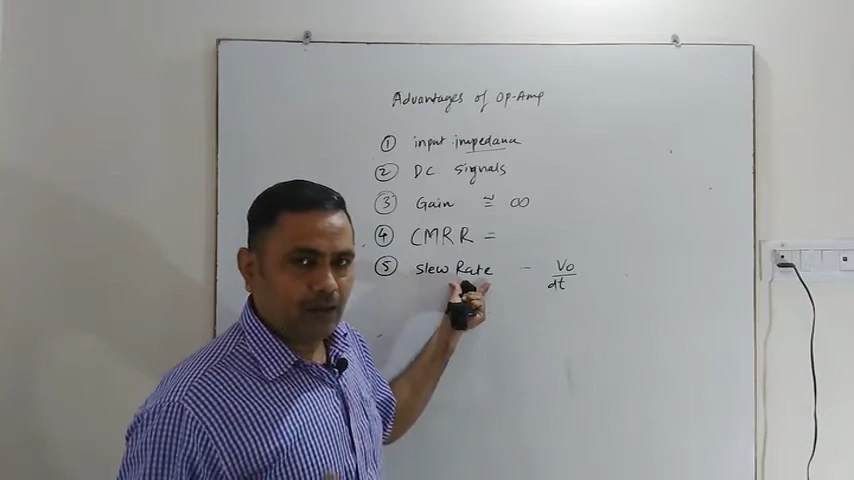 Advantages of Op-Amp
① input impedance
② DC Signals
③ Gain ≅ ∞
④ CMRR =
⑤ Slew Rate – Vo/dt